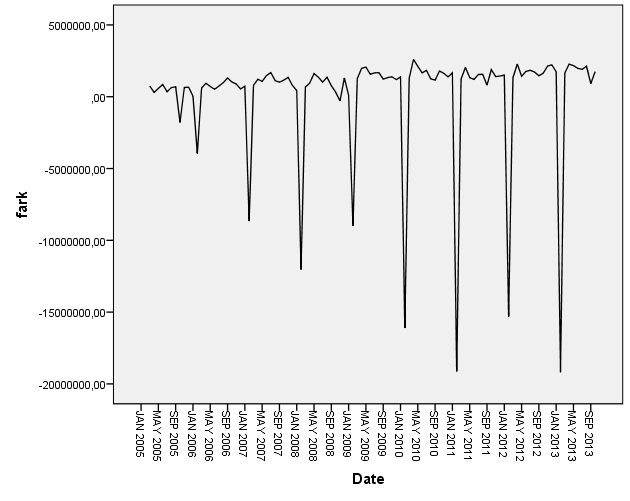 5000000,00
,00
-5000000,00
-10000000,00
-15000000,00
-20000000,00
fark
JAN 2005
MAY 2005
SEP 2005
JAN 2006
MAY 2006
SEP 2006
JAN 2007
MAY 2007
SEP 2007
JAN 2008
MAY 2008
SEP 2008
JAN 2009
MAY 2009
SEP 2009
JAN 2010
MAY 2010
SEP 2010
JAN 2011
MAY 2011
SEP 2011
JAN 2012
MAY 2012
SEP 2012
JAN 2013
MAY 2013
SEP 2013
Date